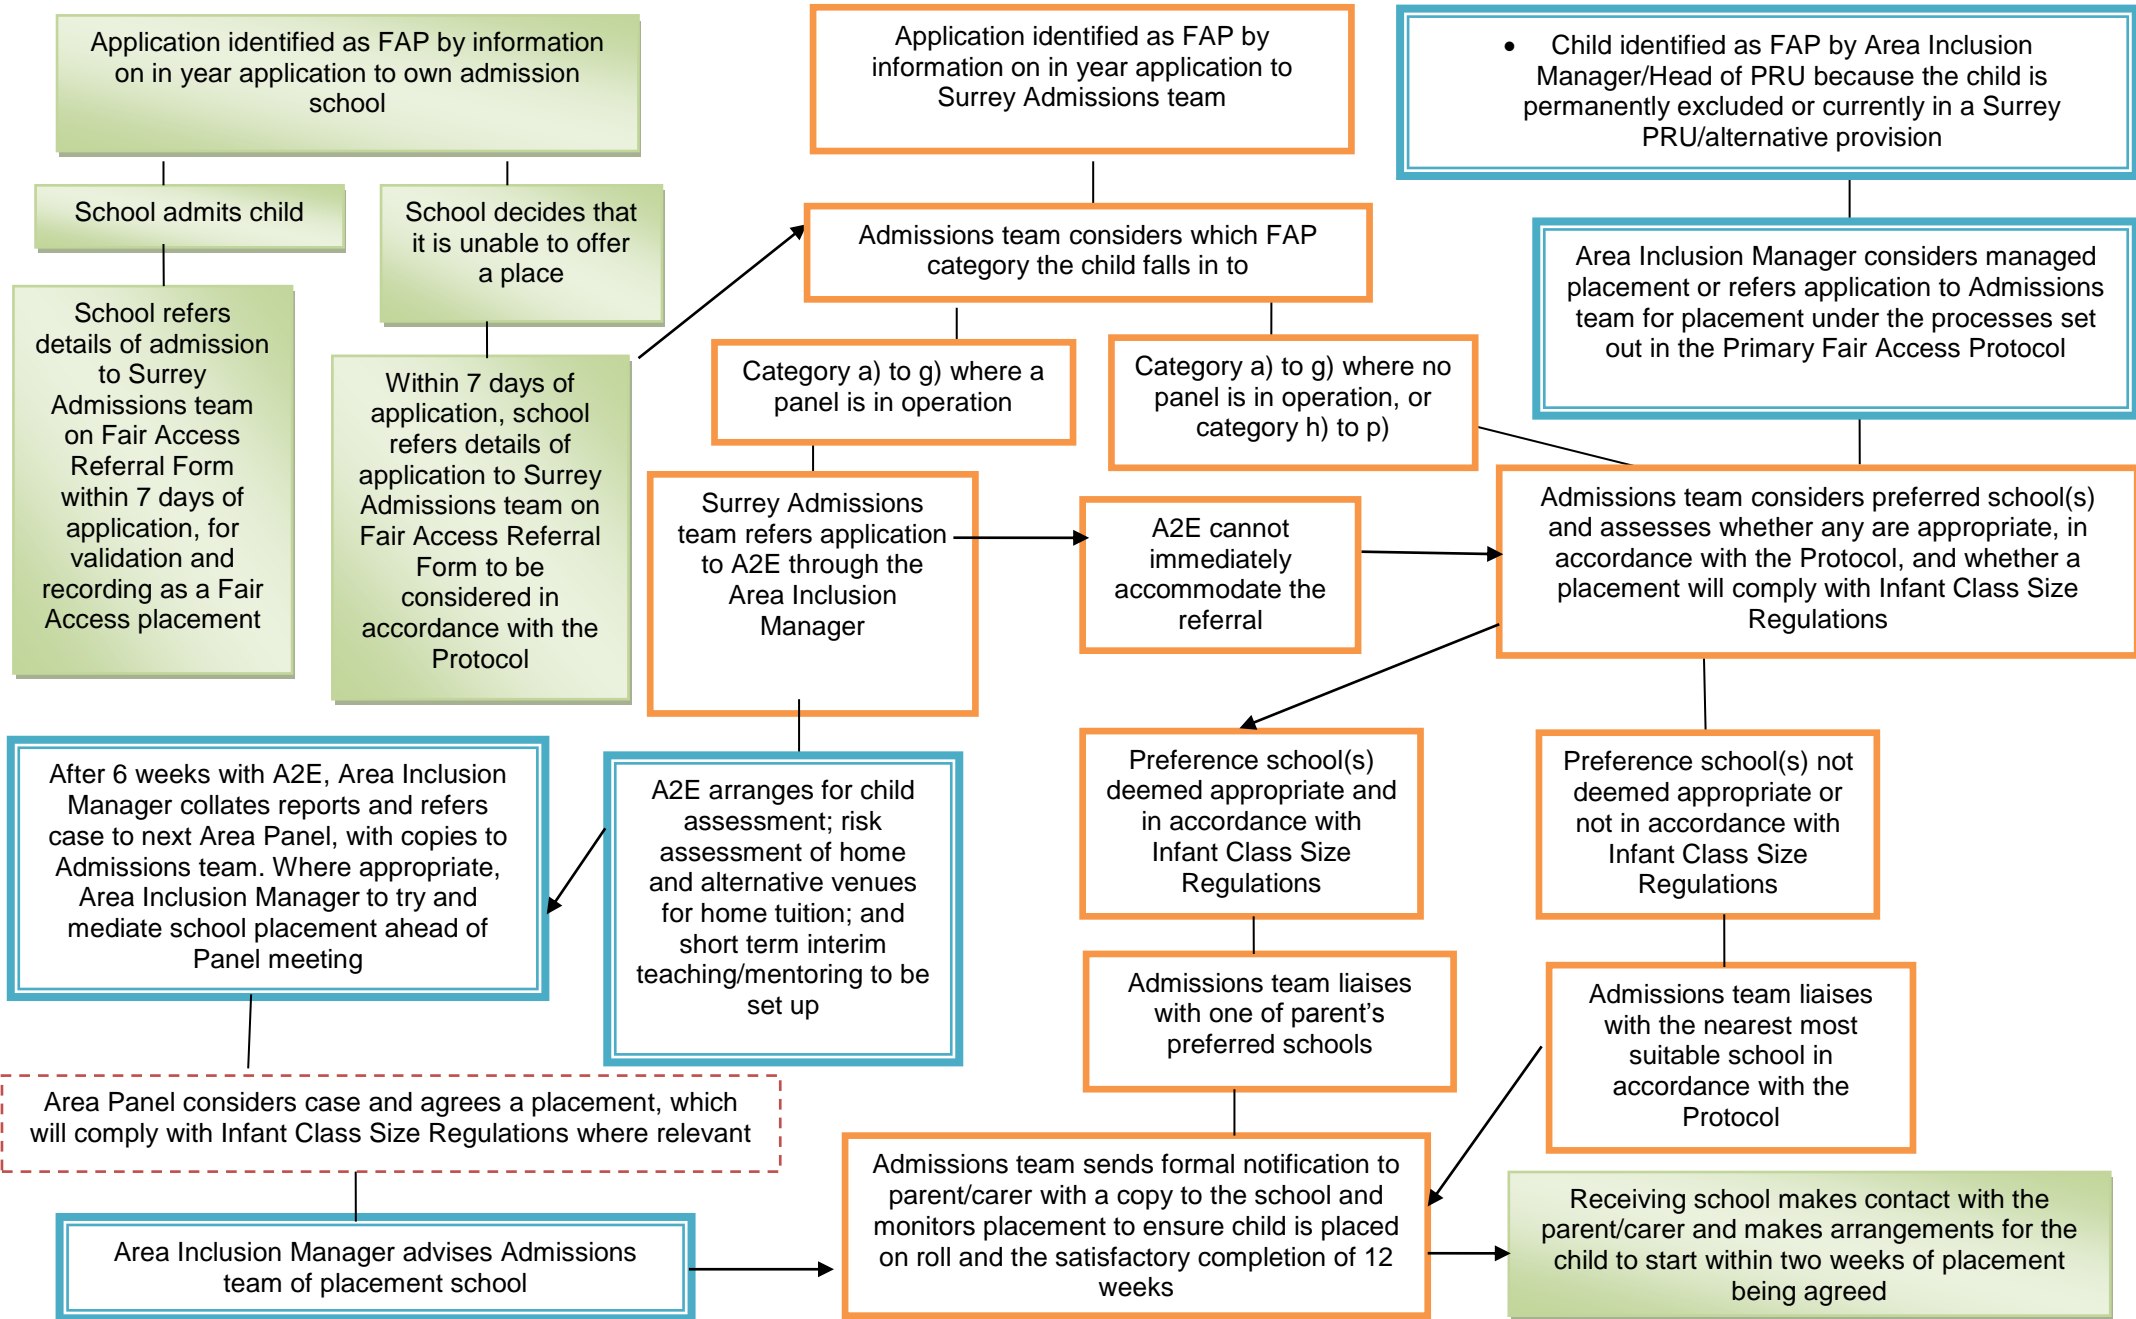 Application identified as FAP by information
on in year application to own admission
school
Application identified as FAP by
information on in year application to
Surrey Admissions team
• Child identified as FAP by Area Inclusion
Manager/Head of PRU because the child is
permanently excluded or currently in a Surrey
PRU/alternative provision
School admits child
School decides that
it is unable to offer
a place
Admissions team considers which FAP
category the child falls in to
Area Inclusion Manager considers managed
placement or refers application to Admissions
team for placement under the processes set
out in the Primary Fair Access Protocol
School refers
details of admission
to Surrey
Admissions team
on Fair Access
Referral Form
within 7 days of
application, for
validation and
recording as a Fair
Access placement
Within 7 days of
application, school
refers details of
application to Surrey
Admissions team on
Fair Access Referral
Form to be
considered in
accordance with the
Protocol
Category a) to g) where a
panel is in operation
Category a) to g) where no
panel is in operation, or
category h) to p)
Surrey Admissions
team refers application
to A2E through the
Area Inclusion
Manager
A2E cannot
immediately
accommodate the
referral
Admissions team considers preferred school(s)
and assesses whether any are appropriate, in
accordance with the Protocol, and whether a
placement will comply with Infant Class Size
Regulations
After 6 weeks with A2E, Area Inclusion
Manager collates reports and refers
case to next Area Panel, with copies to
Admissions team. Where appropriate,
Area Inclusion Manager to try and
mediate school placement ahead of
Panel meeting
A2E arranges for child
assessment; risk
assessment of home
and alternative venues
for home tuition; and
short term interim
teaching/mentoring to be
set up
Preference school(s)
deemed appropriate and
in accordance with
Infant Class Size
Regulations
Preference school(s) not
deemed appropriate or
not in accordance with
Infant Class Size
Regulations
Admissions team liaises
with one of parent's
preferred schools
Admissions team liaises
with the nearest most
suitable school in
accordance with the
Protocol
Area Panel considers case and agrees a placement, which
will comply with Infant Class Size Regulations where relevant
Area Inclusion Manager advises Admissions
team of placement school
Admissions team sends formal notification to
parent/carer with a copy to the school and
monitors placement to ensure child is placed
on roll and the satisfactory completion of 12
weeks
Receiving school makes contact with the
parent/carer and makes arrangements for the
child to start within two weeks of placement
being agreed